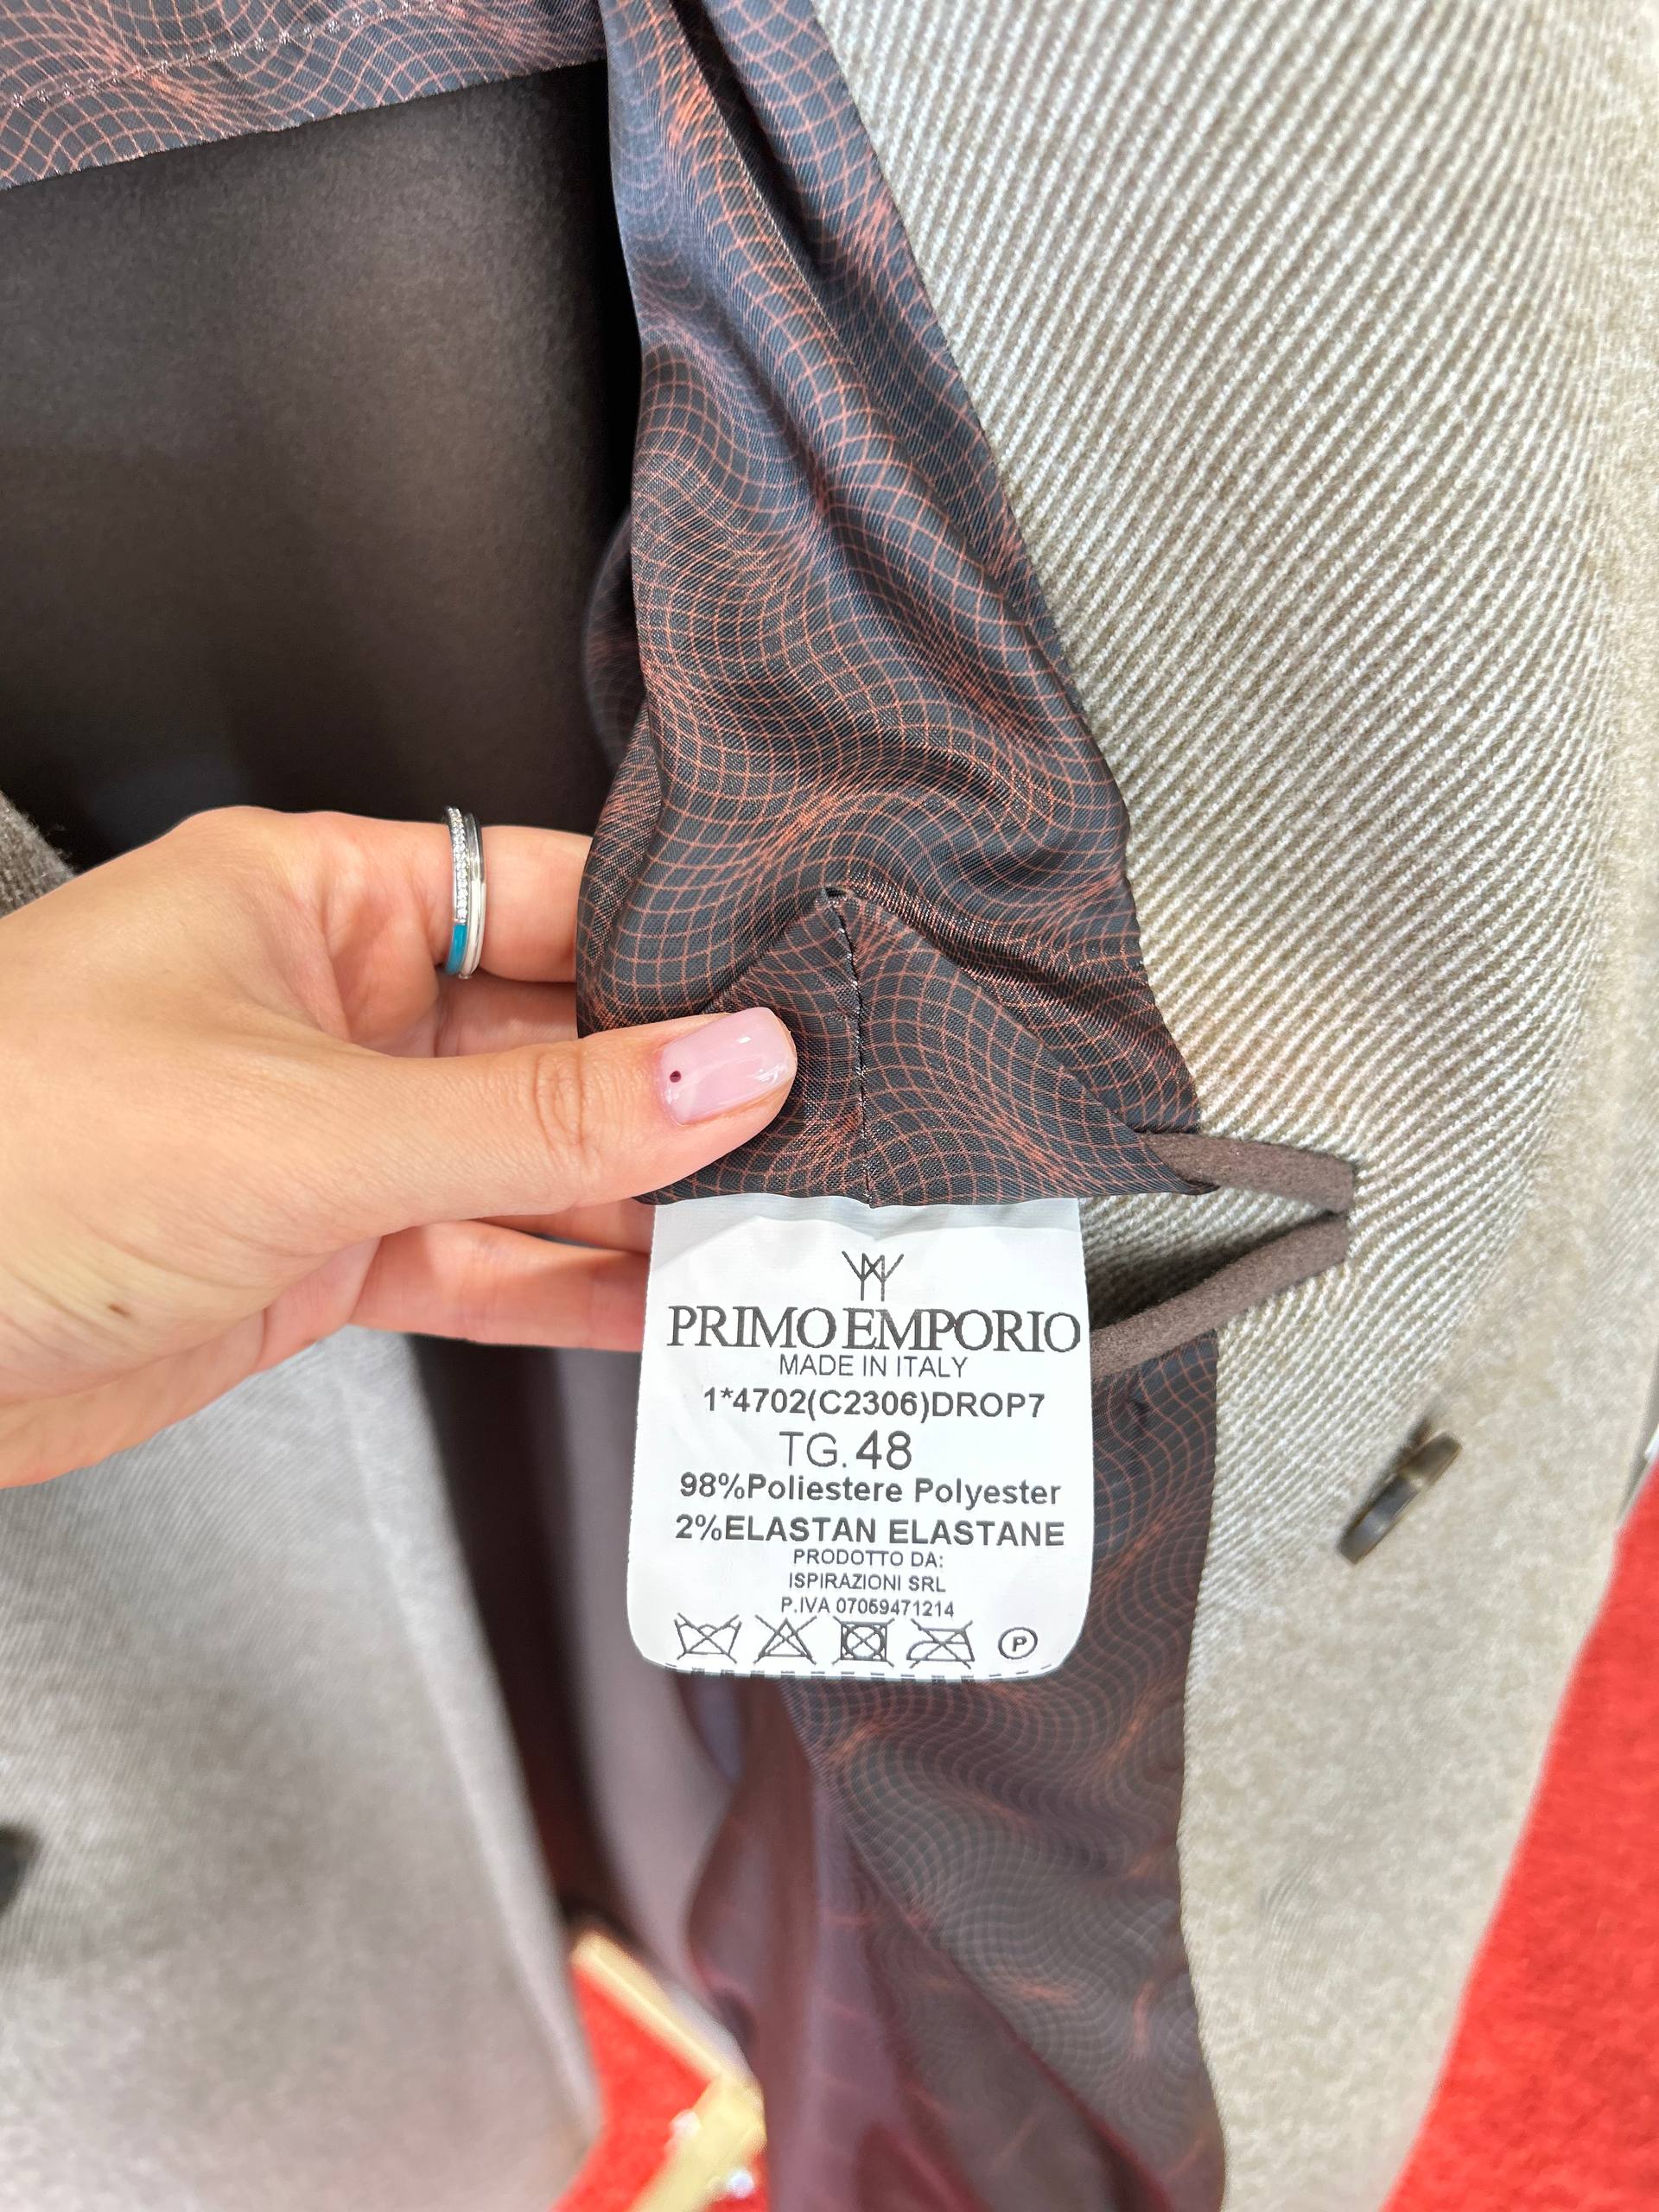 PRIMO EMPORIO
MADE IN ITALY
1*4702(C2306)DROP7
TG. 48
98%Poliestere Polyester
2%ELASTAN ELASTANE
PRODOTTO DA:
ISPIRAZIONI SRL
P.IVA 07069471214
P